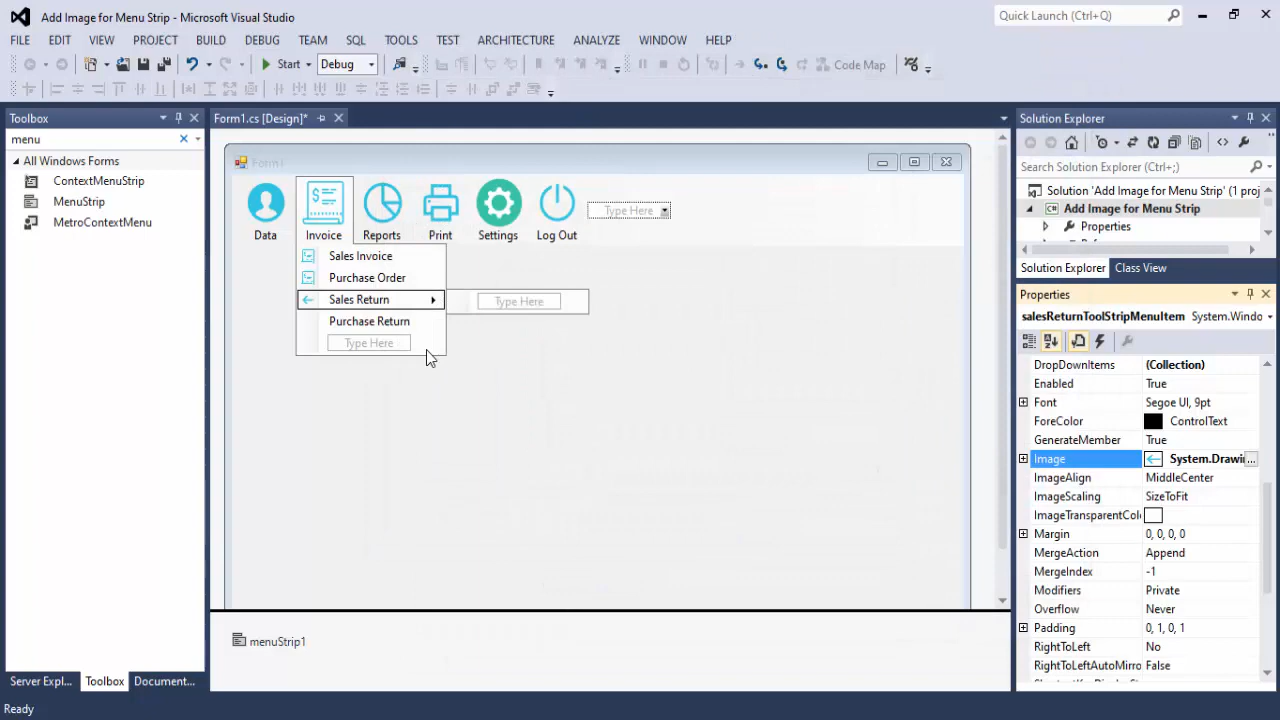 Add Image for Menu Strip - Microsoft Visual Studio
Quick Launch (Ctrl+Q)
FILE EDIT VIEW PROJECT BUILD DEBUG TEAM SQL TOOLS TEST ARCHITECTURE ANALYZE WINDOW HELP
Start Debug Code Map
Toolbox
menu
All Windows Forms
ContextMenuStrip
MenuStrip
MetroContextMenu
Server Expl... Toolbox Document...
Form1.cs [Design]*
Form1
Data Invoice Reports Print Settings Log Out Type Here
Sales Invoice
Purchase Order
Sales Return Type Here
Purchase Return
Type Here
menuStrip1
Solution Explorer
Search Solution Explorer (Ctrl+;)
Solution 'Add Image for Menu Strip' (1 proj
Add Image for Menu Strip
Properties
Solution Explorer Class View
Properties
salesReturnToolStripMenuItem System.Windo
DropDownItems (Collection)
Enabled True
Font Segoe UI, 9pt
ForeColor ControlText
GenerateMember True
Image System.Drawi ...
ImageAlign MiddleCenter
ImageScaling SizeToFit
ImageTransparentColo
Margin 0, 0, 0, 0
MergeAction Append
MergeIndex -1
Modifiers Private
Overflow Never
Padding 0, 1, 0, 1
RightToLeft No
RightToLeftAutoMirro False
Ready